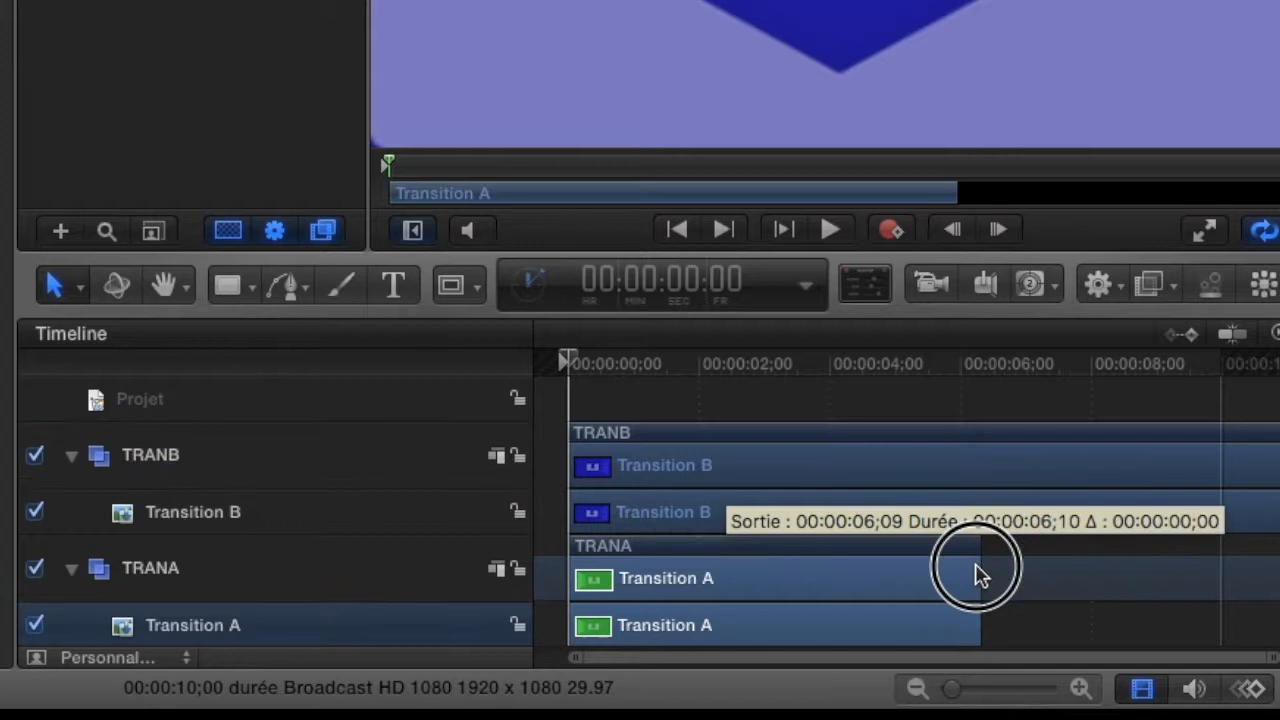 Transition A
00:00:00:00
HR MIN SEC FR
T
2
Timeline
00:00:00;00 00:00:02;00 00:00:04;00 00:00:06;00 00:00:08;00
Projet
TRANB
TRANB
Transition B
Transition B
Transition B
Sortie : 00:00:06;09 Durée : 00:00:06;10 Δ : 00:00:00;00
TRANA
TRANA
Transition A
Transition A
Transition A
Personnal...
00:00:10;00 durée Broadcast HD 1080 1920 x 1080 29.97